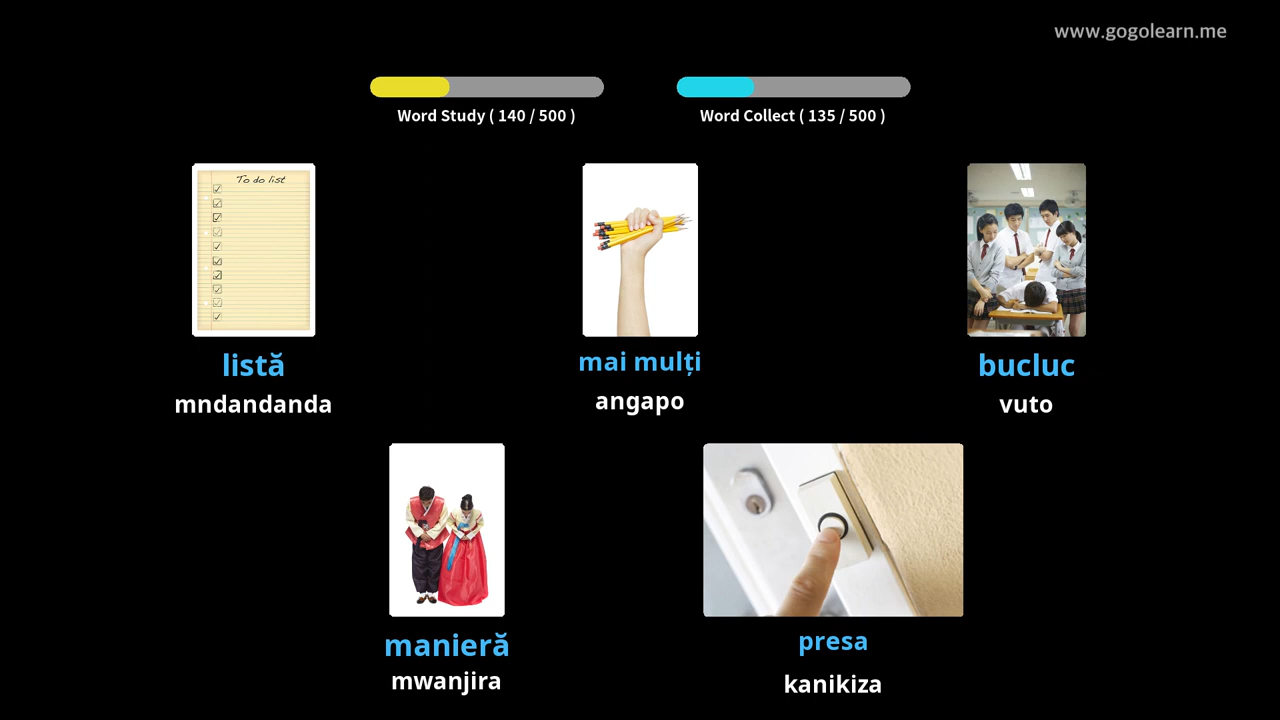 www.gogolearn.me
Word Study ( 140 / 500 )
Word Collect ( 135 / 500 )
To do list
listă
mndandanda
mai mulți
angapo
bucluc
vuto
manieră
mwanjira
presa
kanikiza